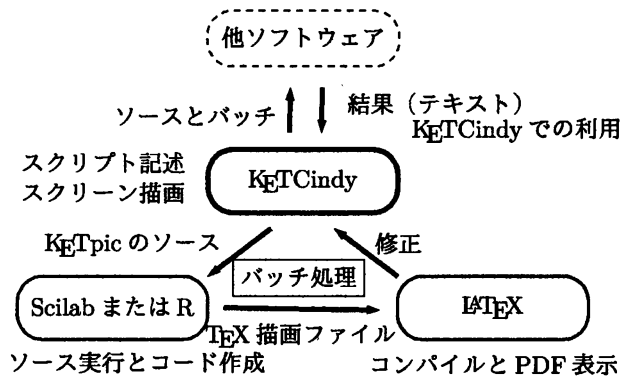 他ソフトウェア
ソースとバッチ
結果（テキスト）
KETCindy での利用
スクリプト記述
スクリーン描画
KETCindy
KETpic のソース
修正
バッチ処理
Scilab または R
LATEX
TEX 描画ファイル
ソース実行とコード作成
コンパイルと PDF 表示